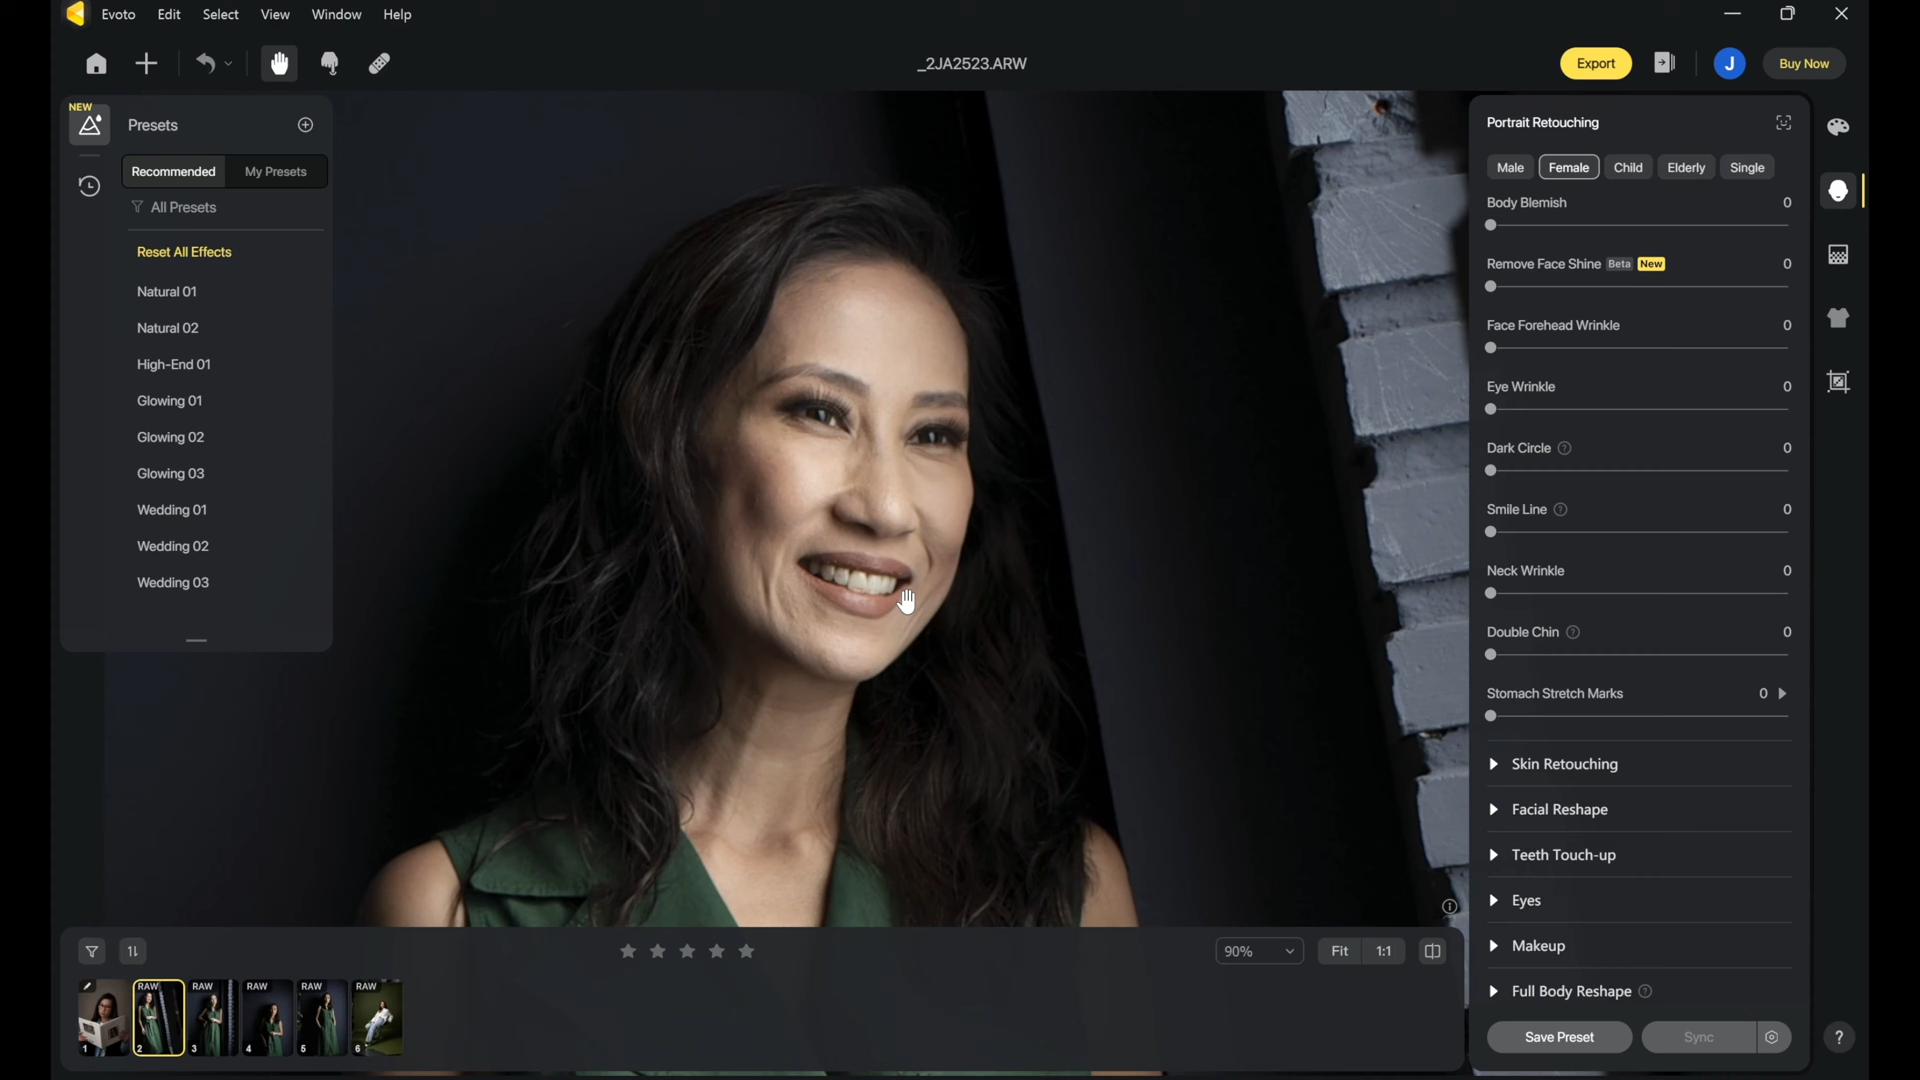 Evoto Edit Select View Window Help
_2JA2523.ARW
Export
J
Buy Now
NEW
Presets
Recommended My Presets
All Presets
Reset All Effects
Natural 01
Natural 02
High-End 01
Glowing 01
Glowing 02
Glowing 03
Wedding 01
Wedding 02
Wedding 03
Portrait Retouching
Male Female Child Elderly Single
Body Blemish 0
Remove Face Shine Beta New 0
Face Forehead Wrinkle 0
Eye Wrinkle 0
Dark Circle ? 0
Smile Line ? 0
Neck Wrinkle 0
Double Chin ? 0
Stomach Stretch Marks 0
Skin Retouching
Facial Reshape
Teeth Touch-up
Eyes
Makeup
Full Body Reshape ?
Save Preset Sync
?
90% Fit 1:1
RAW RAW RAW RAW RAW
1 2 3 4 5 6